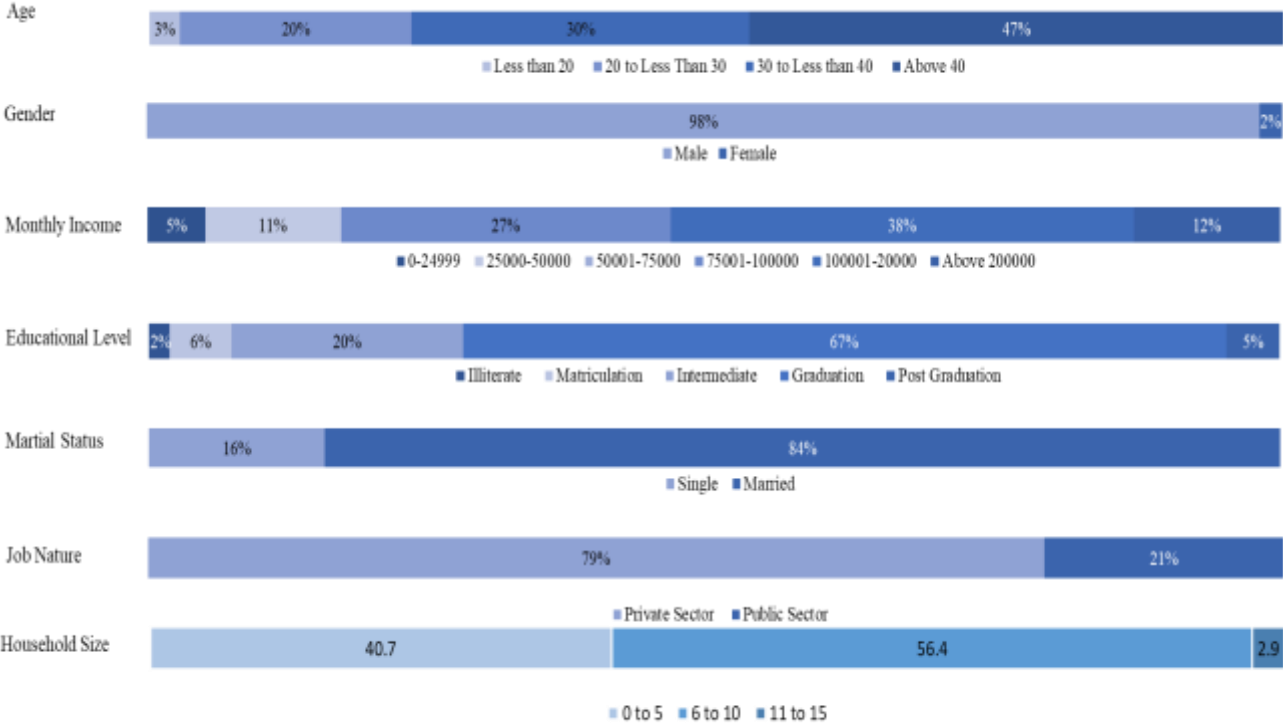 Age
3% 20% 30% 47%
Less than 20 20 to Less Than 30 30 to Less than 40 Above 40
Gender
98% 2%
Male Female
Monthly Income
5% 11% 27% 38% 12%
0-24999 25000-50000 50001-75000 75001-100000 100001-20000 Above 200000
Educational Level
2% 6% 20% 67% 5%
Illiterate Matriculation Intermediate Graduation Post Graduation
Martial Status
16% 84%
Single Married
Job Nature
79% 21%
Private Sector Public Sector
Household Size
40.7 56.4 2.9
0 to 5 6 to 10 11 to 15